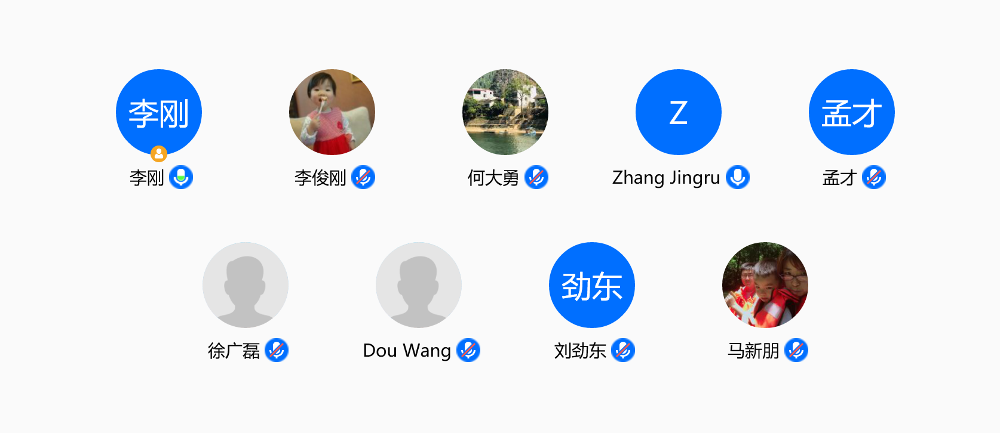 李刚
Z
孟才
李刚
李俊刚
何大勇
Zhang Jingru
孟才
劲东
徐广磊
Dou Wang
刘劲东
马新朋